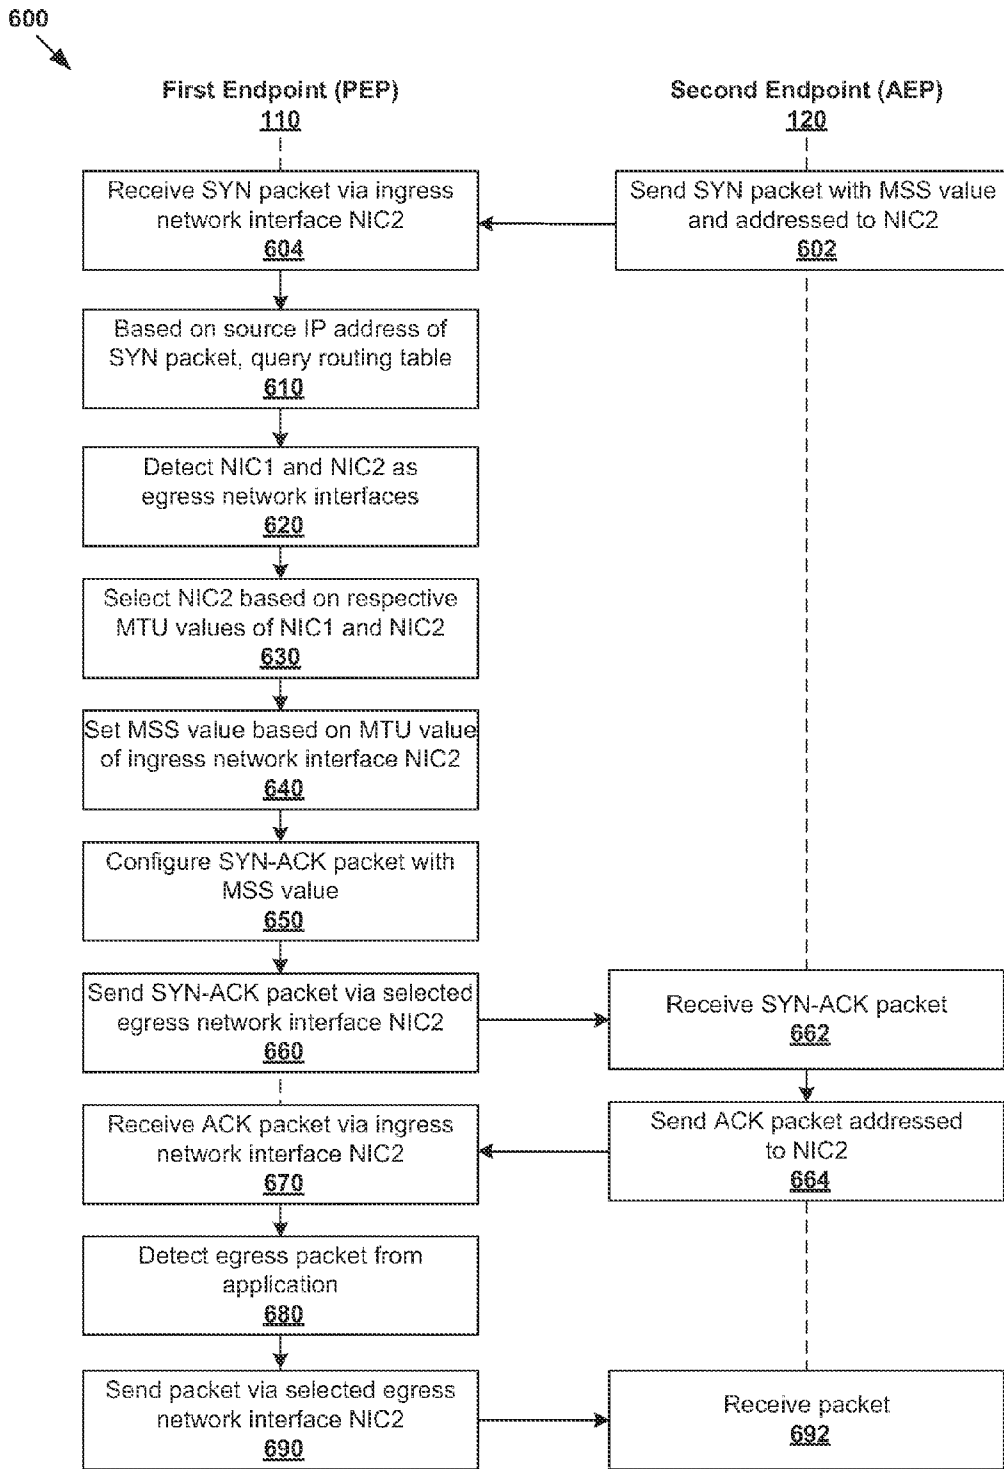 600
First Endpoint (PEP)
110
Second Endpoint (AEP)
120
Receive SYN packet via ingress
network interface NIC2
604
Send SYN packet with MSS value
and addressed to NIC2
602
Based on source IP address of
SYN packet, query routing table
610
Detect NIC1 and NIC2 as
egress network interfaces
620
Select NIC2 based on respective
MTU values of NIC1 and NIC2
630
Set MSS value based on MTU value
of ingress network interface NIC2
640
Configure SYN-ACK packet with
MSS value
650
Send SYN-ACK packet via selected
egress network interface NIC2
660
Receive SYN-ACK packet
662
Receive ACK packet via ingress
network interface NIC2
670
Send ACK packet addressed
to NIC2
664
Detect egress packet from
application
680
Send packet via selected egress
network interface NIC2
690
Receive packet
692